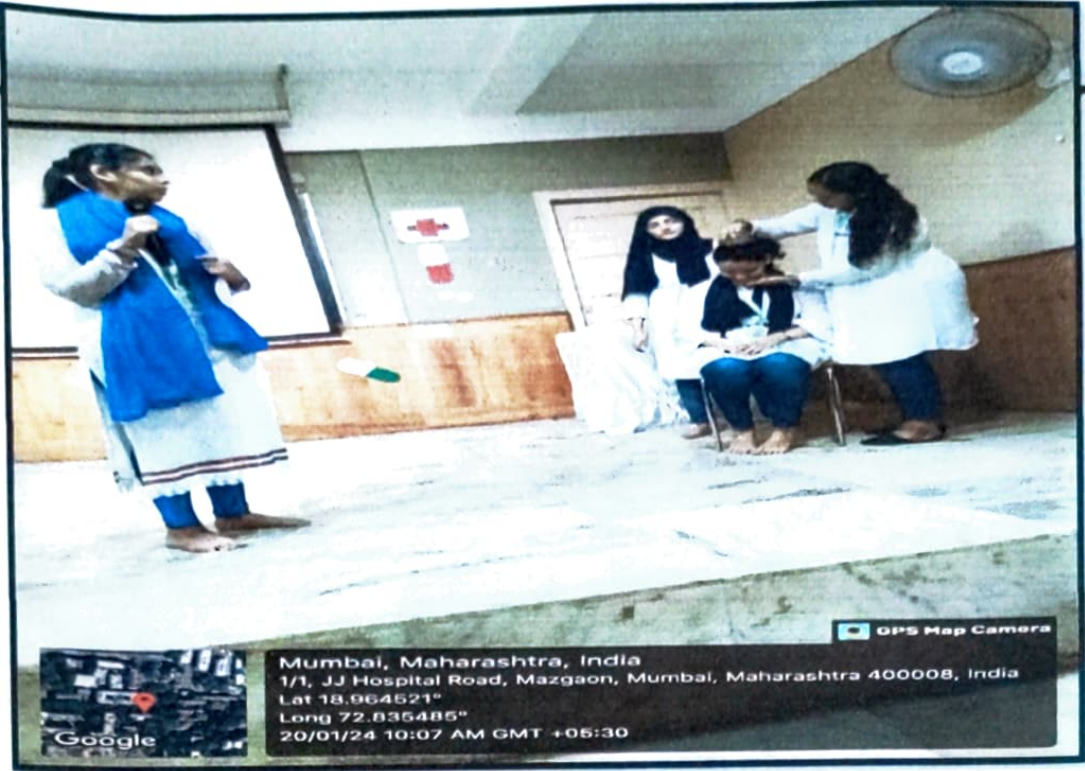 GPS Map Camera
Mumbai, Maharashtra, India
1/1, JJ Hospital Road, Mazgaon, Mumbai, Maharashtra 400008, India
Lat 18.964521°
Long 72.835485°
20/01/24 10:07 AM GMT +05:30
Google